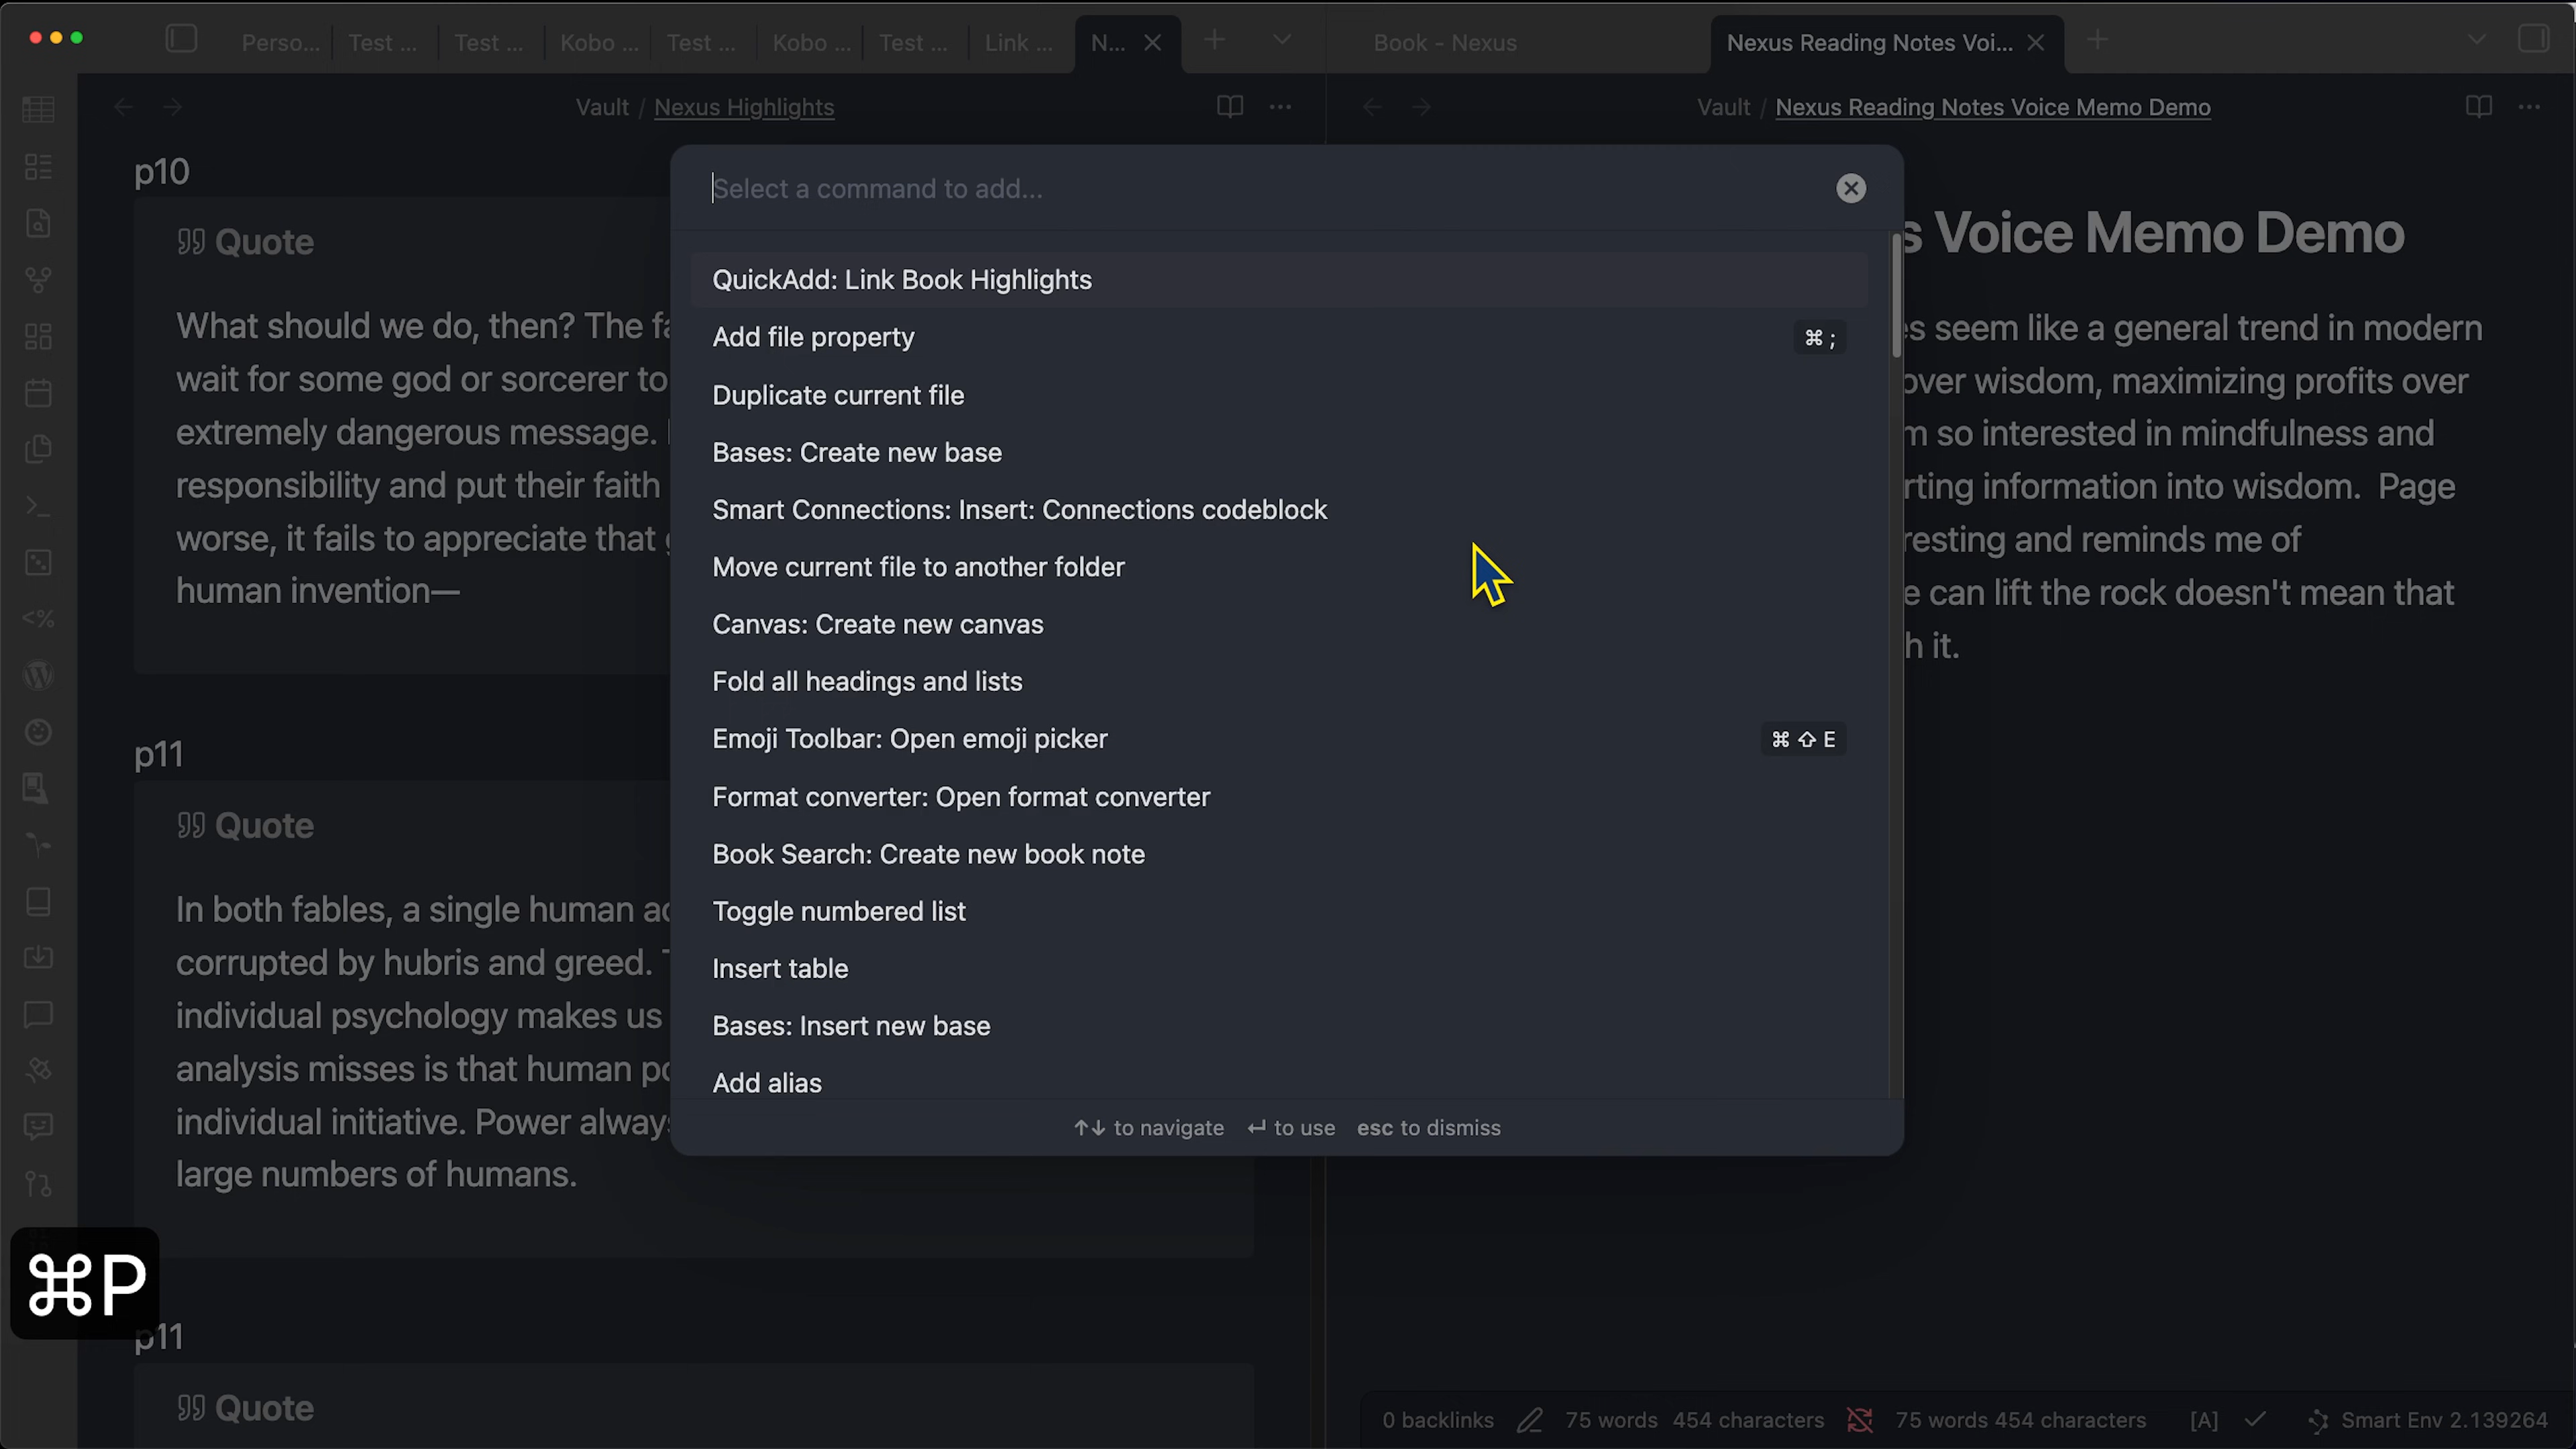 Perso... Test ... Test ... Kobo ... Test ... Kobo ... Test ... Link ... N...
Book - Nexus Nexus Reading Notes Voi...
Vault / Nexus Highlights
Vault / Nexus Reading Notes Voice Memo Demo
p10
Quote
What should we do, then? The fa
wait for some god or sorcerer to
extremely dangerous message.
responsibility and put their faith
worse, it fails to appreciate that g
human invention—
p11
Quote
In both fables, a single human ac
corrupted by hubris and greed. T
individual psychology makes us
analysis misses is that human po
individual initiative. Power always
large numbers of humans.
p11
Quote
Select a command to add...
QuickAdd: Link Book Highlights
Add file property ⌘ ;
Duplicate current file
Bases: Create new base
Smart Connections: Insert: Connections codeblock
Move current file to another folder
Canvas: Create new canvas
Fold all headings and lists
Emoji Toolbar: Open emoji picker ⌘ ⇧ E
Format converter: Open format converter
Book Search: Create new book note
Toggle numbered list
Insert table
Bases: Insert new base
Add alias
↑↓ to navigate ↵ to use esc to dismiss
s Voice Memo Demo
es seem like a general trend in modern
over wisdom, maximizing profits over
m so interested in mindfulness and
rting information into wisdom. Page
resting and reminds me of
e can lift the rock doesn't mean that
h it.
⌘P
0 backlinks 75 words 454 characters 75 words 454 characters [A] Smart Env 2.139264